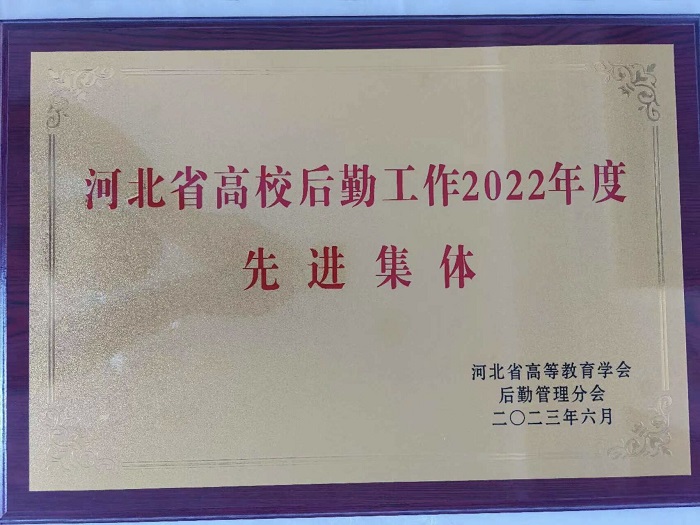 河北省高校后勤工作2022年度
先进集体
河北省高等教育学会
后勤管理分会
二〇二三年六月